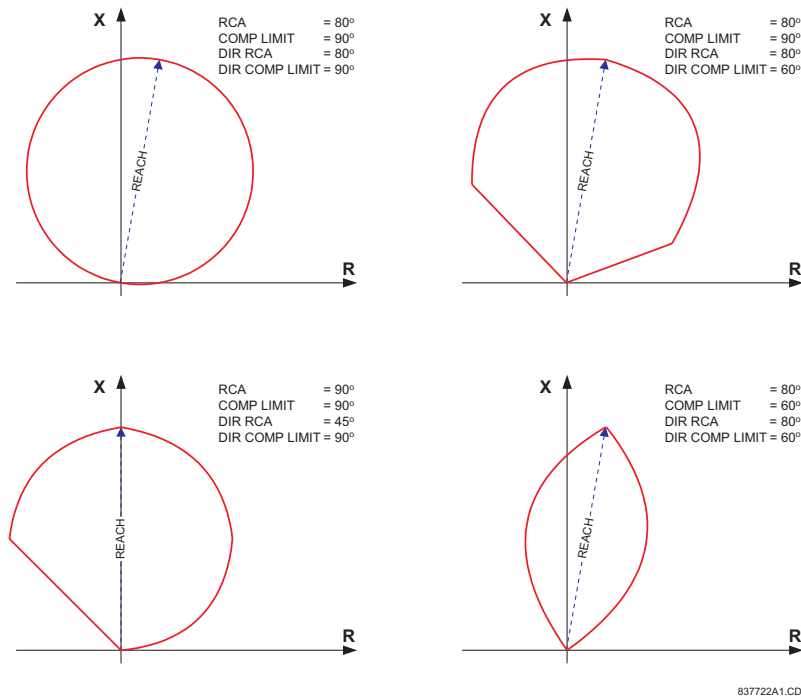 X
RCA = 80º
COMP LIMIT = 90º
DIR RCA = 80º
DIR COMP LIMIT = 90º
REACH
R
X
RCA = 80º
COMP LIMIT = 90º
DIR RCA = 80º
DIR COMP LIMIT = 60º
REACH
R
X
RCA = 90º
COMP LIMIT = 90º
DIR RCA = 45º
DIR COMP LIMIT = 90º
REACH
R
X
RCA = 80º
COMP LIMIT = 60º
DIR RCA = 80º
DIR COMP LIMIT = 60º
REACH
R
837722A1.CD